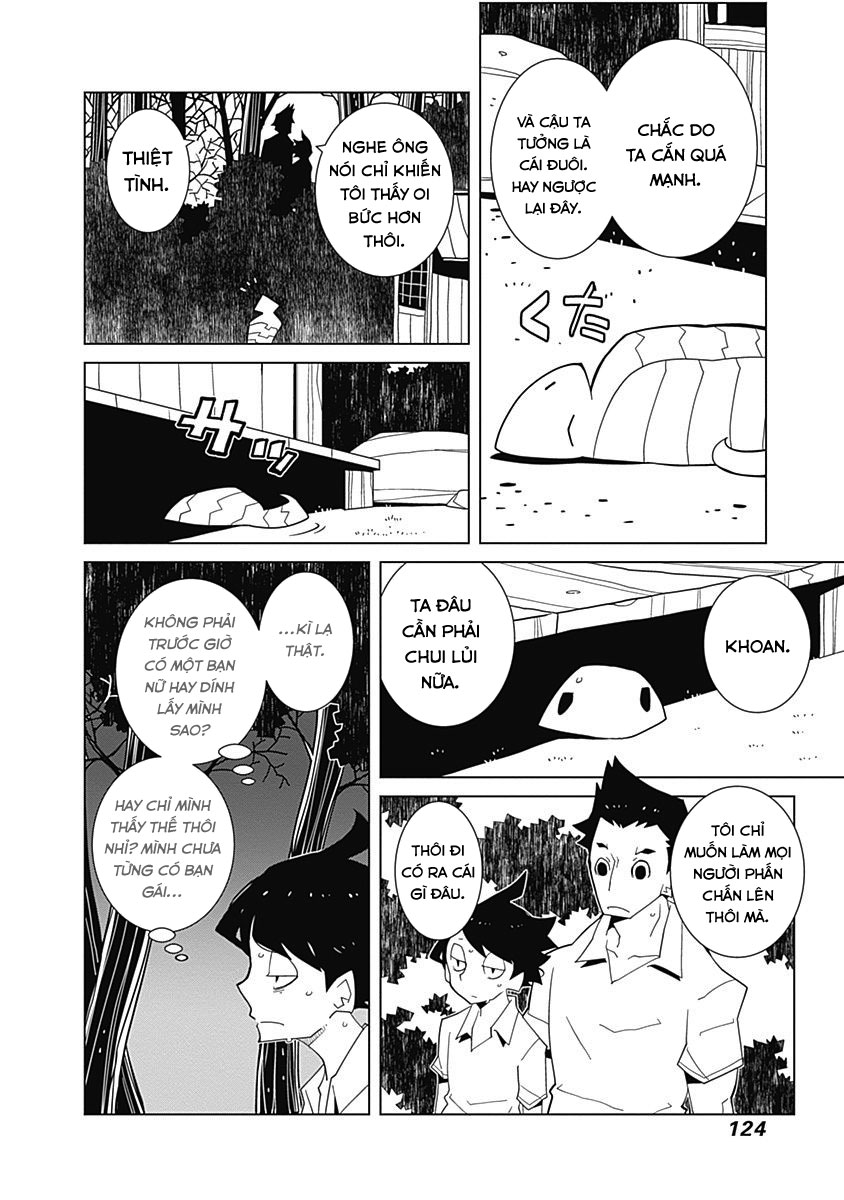 CHẮC DO
TA CẮN QUÁ
MẠNH.
VÀ CẬU TA
TƯỞNG LÀ
CÁI ĐUÔI.
HAY NGƯỢC
LẠI ĐÂY.
くた
NGHE ÔNG
NÓI CHỈ KHIẾN
TÔI THẤY OI
BỨC HƠN
THÔI.
THIỆT
TÌNH.
サッ
KHOAN.
TA ĐÂU
CẦN PHẢI
CHUI LỦI
NỮA.
...KÌ LẠ
THẬT.
KHÔNG PHẢI
TRƯỚC GIỜ
CÓ MỘT BẠN
NỮ HAY DÍNH
LẤY MÌNH
SAO?
HAY CHỈ MÌNH
THẤY THẾ THÔI
NHỈ? MÌNH CHƯA
TỪNG CÓ BẠN
GÁI...
TÔI CHỈ
MUỐN LÀM MỌI
NGƯỜI PHẤN
CHẤN LÊN
THÔI MÀ.
THÔI ĐI
CÓ RA CÁI
GÌ ĐÂU.
124